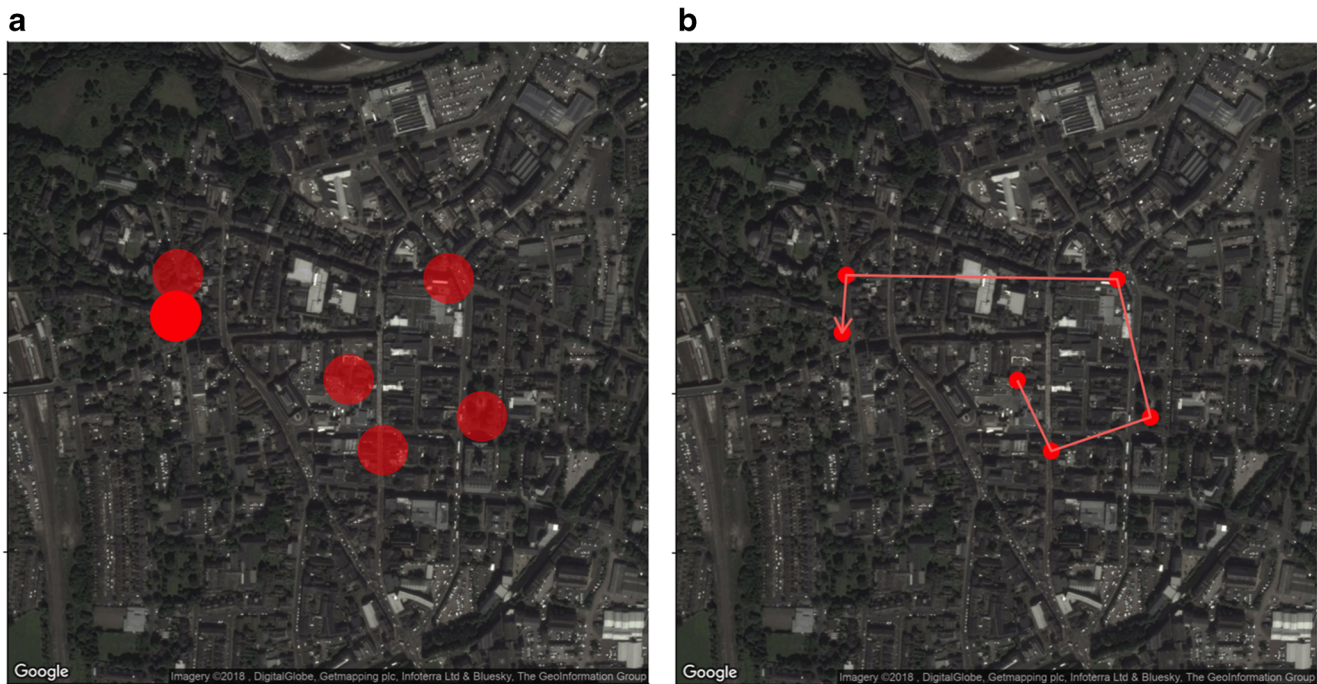 a
b
Google
Imagery ©2018 , DigitalGlobe, Getmapping plc, Infoterra Ltd & Bluesky, The GeoInformation Group
Google
Imagery ©2018 , DigitalGlobe, Getmapping plc, Infoterra Ltd & Bluesky, The GeoInformation Group